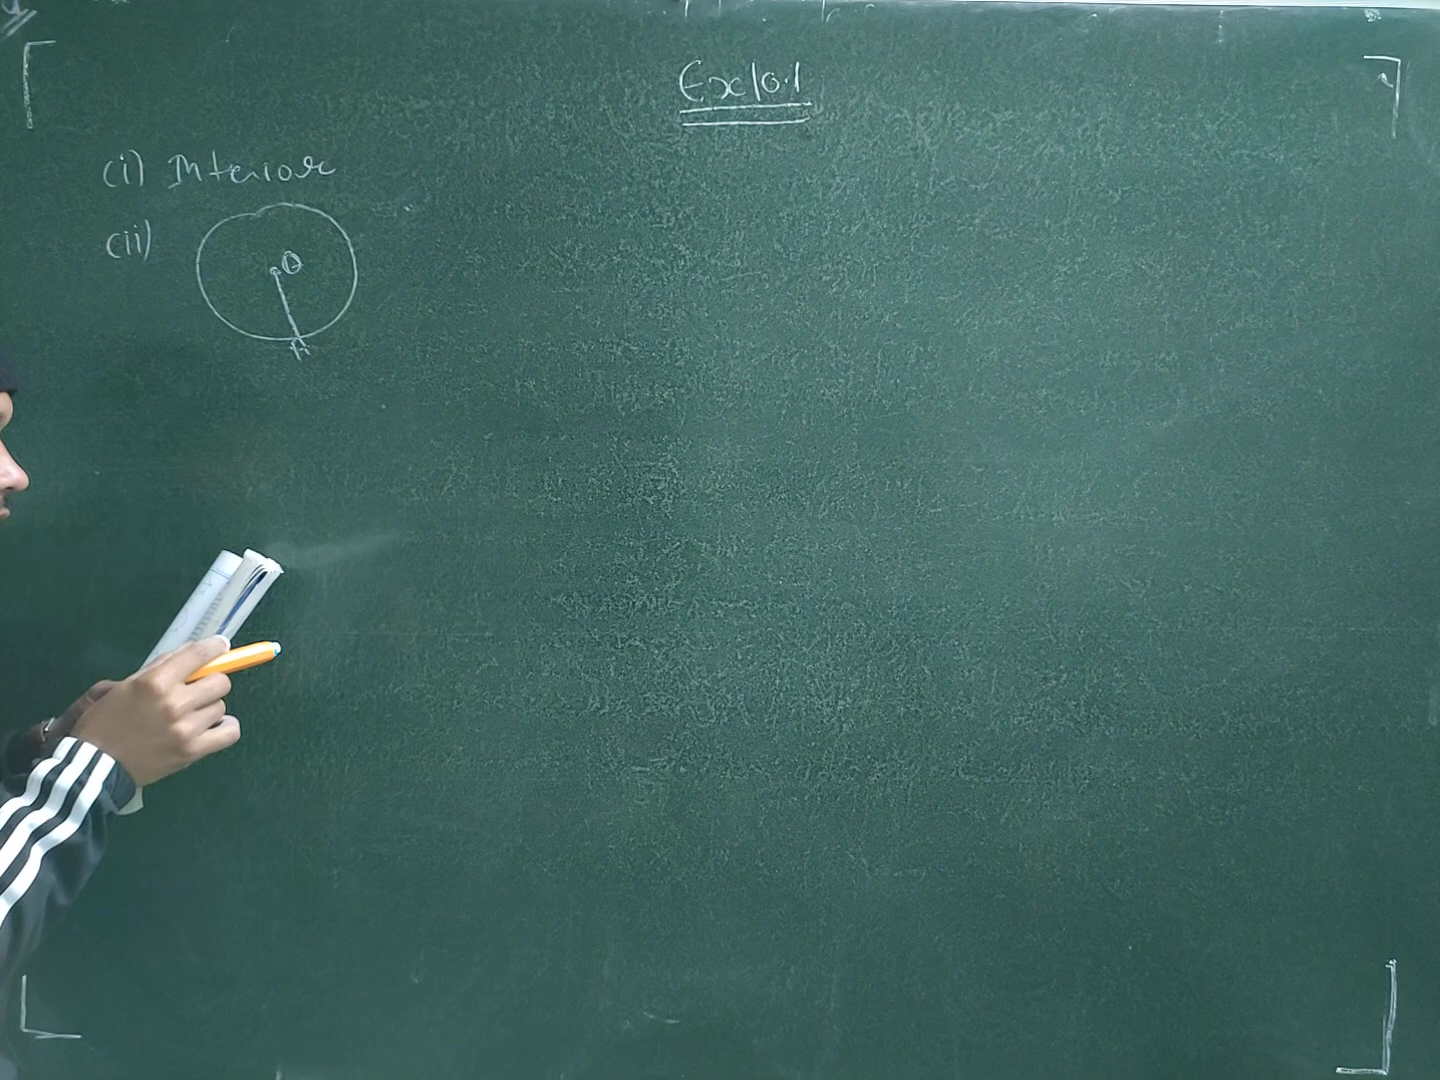 Ex 10.1
(i) Interior
(ii)
O
A